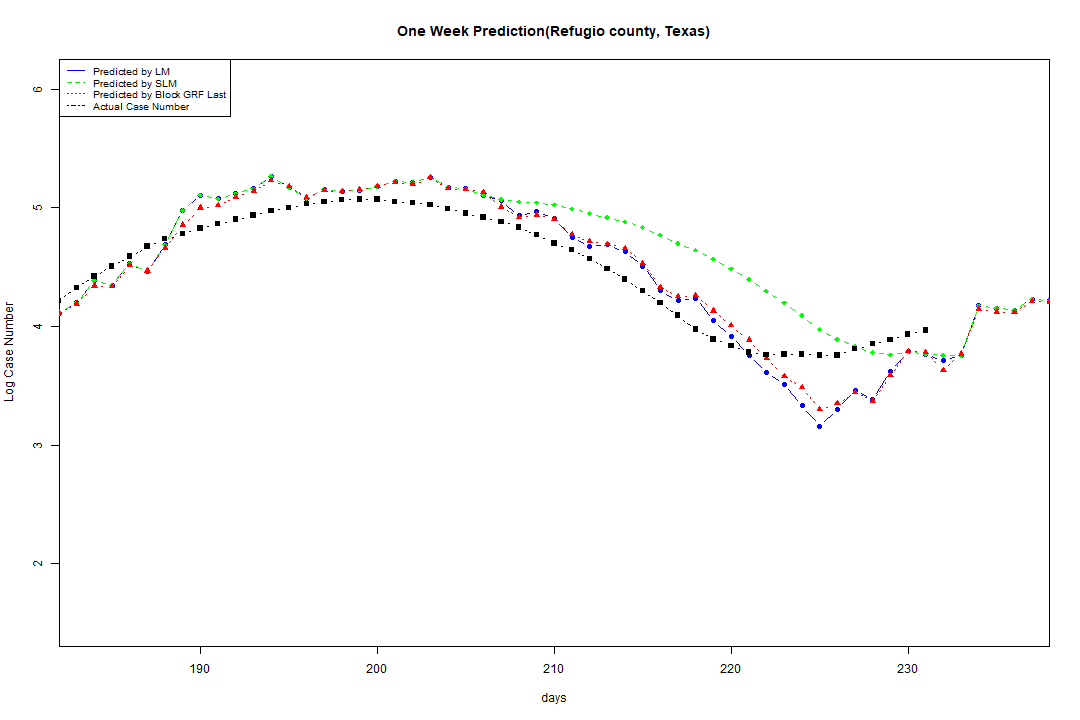 One Week Prediction(Refugio county, Texas)
Predicted by LM
Predicted by SLM
Predicted by Block GRF Last
Actual Case Number
6
5
4
3
2
Log Case Number
190 200 210 220 230
days